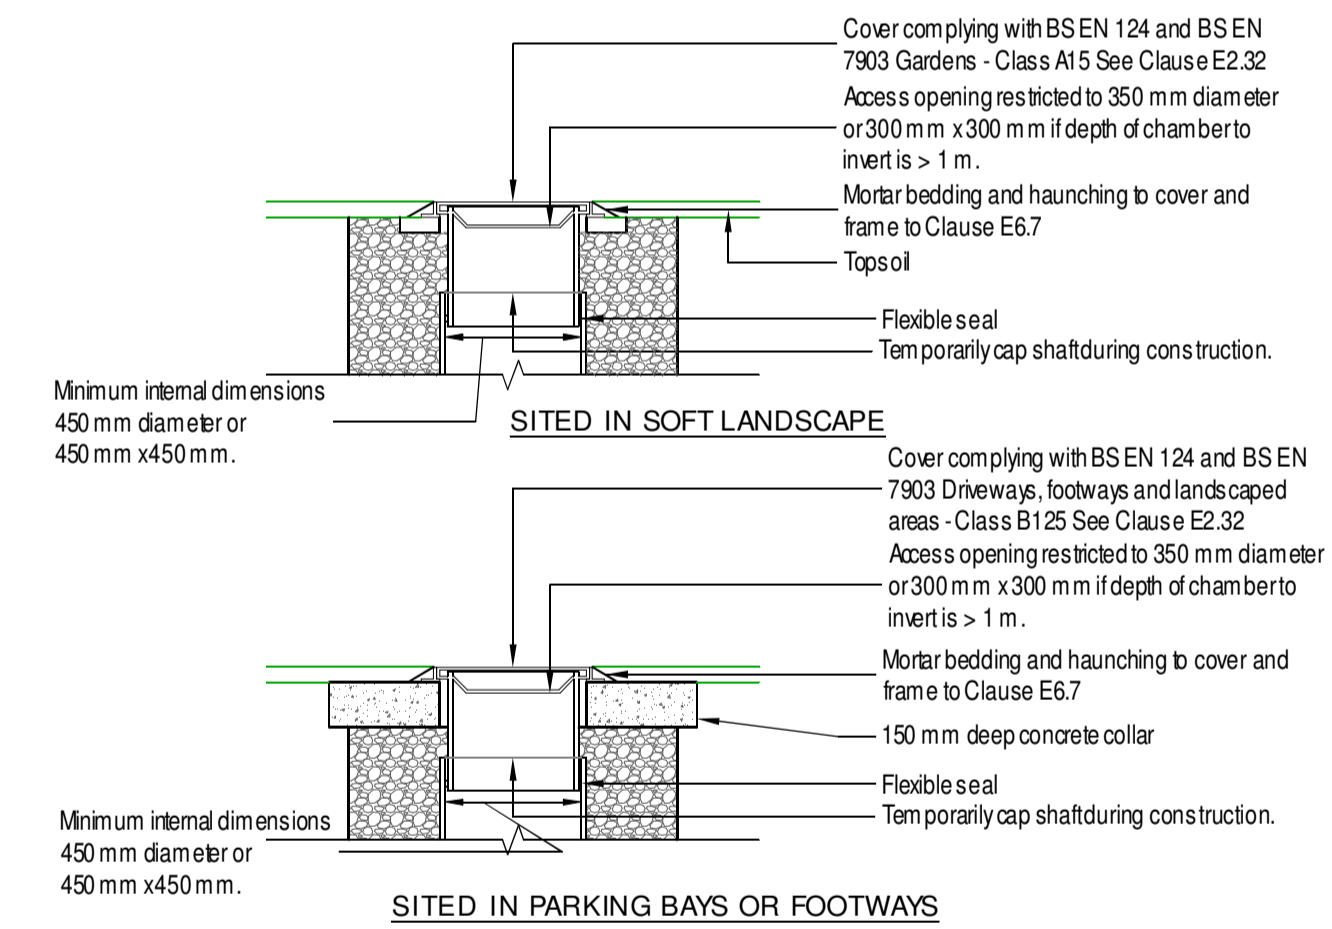 Cover complying with BS EN 124 and BS EN
7903 Gardens - Class A15 See Clause E2.32
Access opening restricted to 350 mm diameter
or 300 mm x 300 mm if depth of chamber to
invert is > 1 m.
Mortar bedding and haunching to cover and
frame to Clause E6.7
Topsoil
Flexible seal
Temporarily cap shaft during construction.
Minimum internal dimensions
450 mm diameter or
450 mm x 450 mm.
SITED IN SOFT LANDSCAPE
Cover complying with BS EN 124 and BS EN
7903 Driveways, footways and landscaped
areas - Class B125 See Clause E2.32
Access opening restricted to 350 mm diameter
or 300 mm x 300 mm if depth of chamber to
invert is > 1 m.
Mortar bedding and haunching to cover and
frame to Clause E6.7
150 mm deep concrete collar
Flexible seal
Temporarily cap shaft during construction.
Minimum internal dimensions
450 mm diameter or
450 mm x 450 mm.
SITED IN PARKING BAYS OR FOOTWAYS